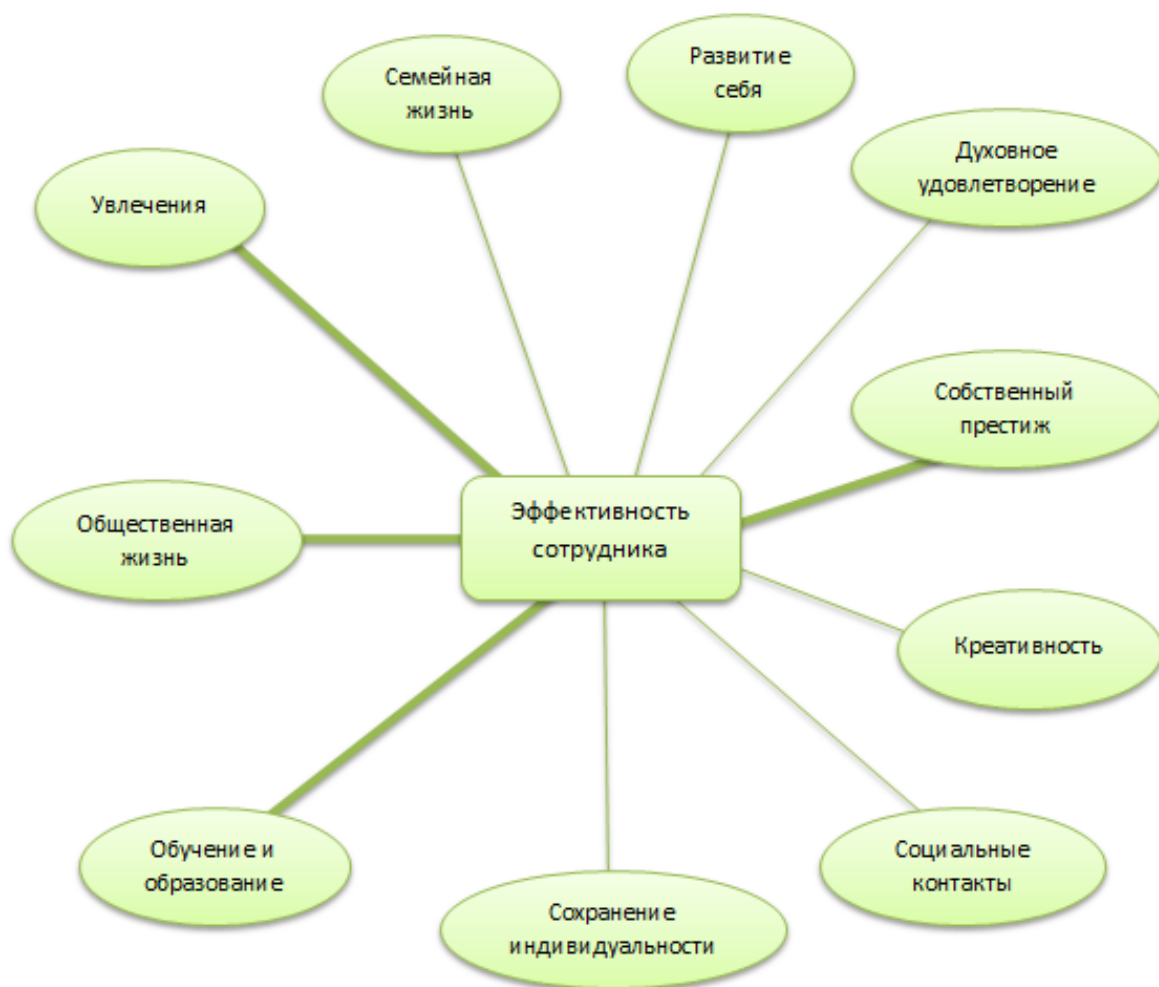 Развитие
себя
Семейная
жизнь
Духовное
удовлетворение
Увлечения
Собственный
престиж
Эффективность
сотрудника
Общественная
жизнь
Креативность
Обучение и
образование
Социальные
контакты
Сохранение
индивидуальности